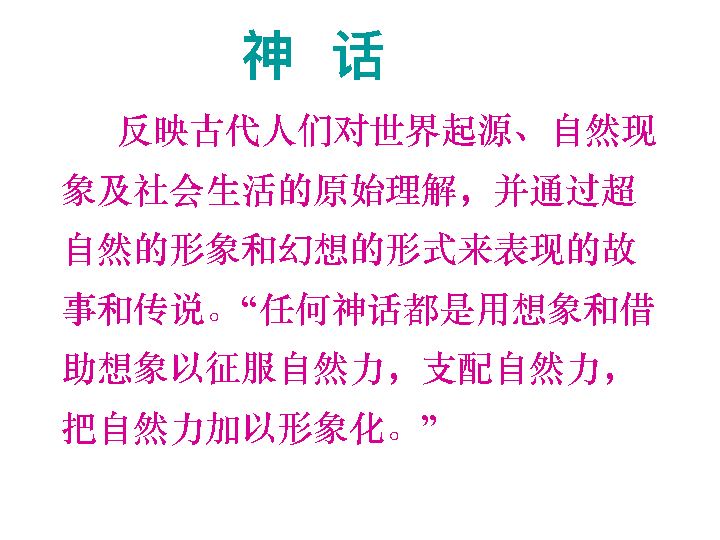 神 话
反映古代人们对世界起源、自然现
象及社会生活的原始理解，并通过超
自然的形象和幻想的形式来表现的故
事和传说。“任何神话都是用想象和借
助想象以征服自然力，支配自然力，
把自然力加以形象化。”